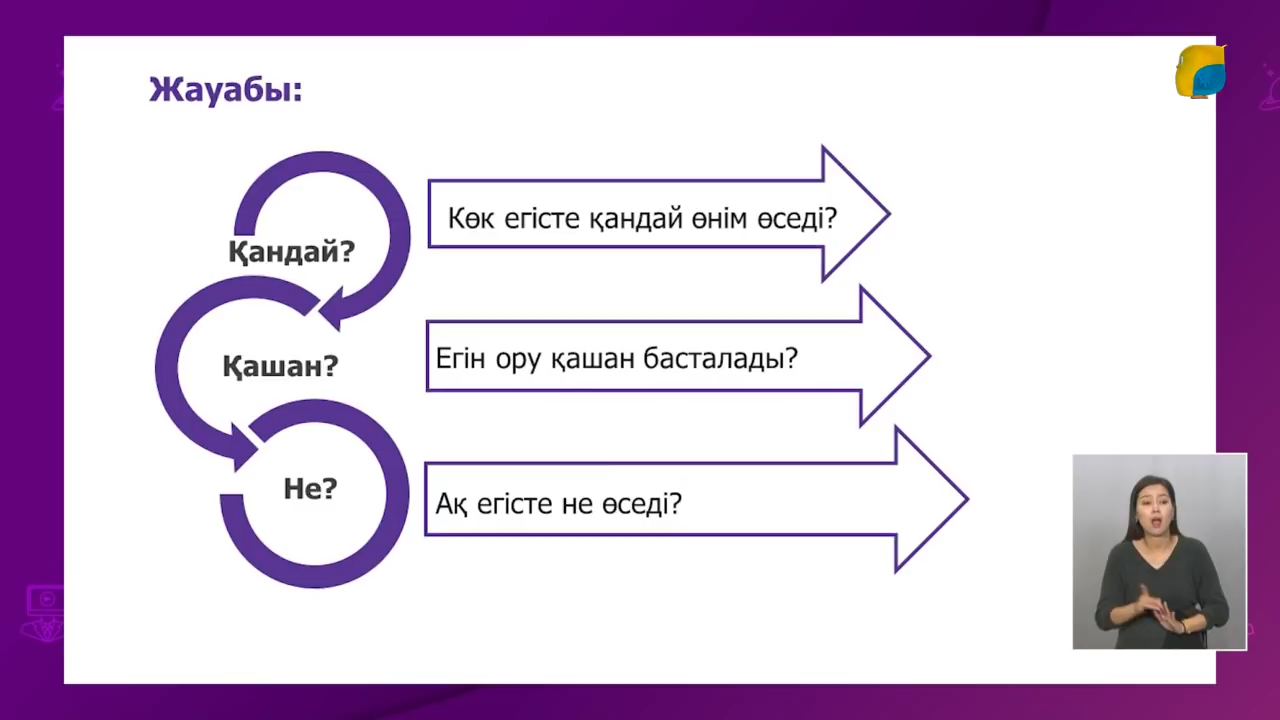 Жауабы:
Қандай?
Көк егісте қандай өнім өседі?
Қашан?
Егін ору қашан басталады?
Не?
Ақ егісте не өседі?